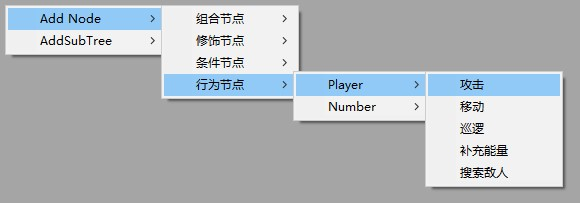 Add Node
AddSubTree
组合节点
修饰节点
条件节点
行为节点
Player
Number
攻击
移动
巡逻
补充能量
搜索敌人